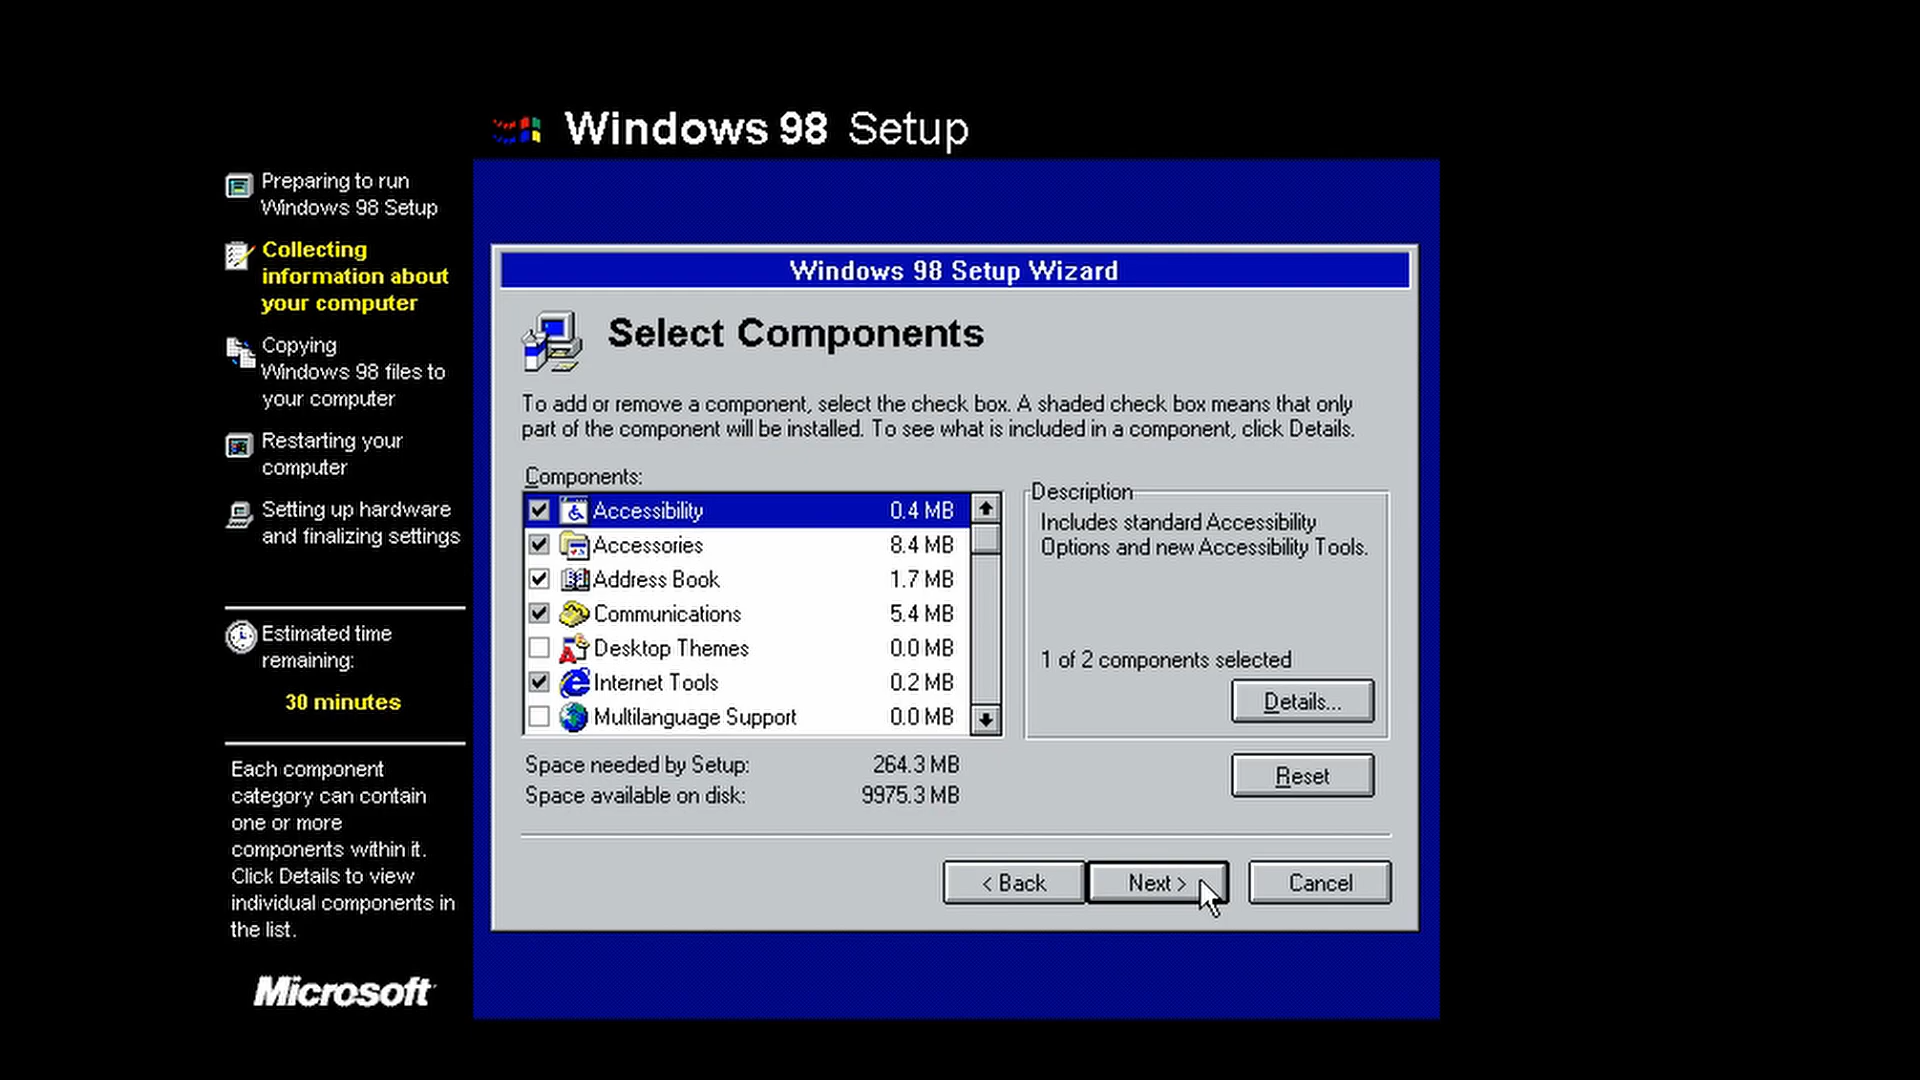 Windows 98 Setup
Preparing to run
Windows 98 Setup
Collecting
information about
your computer
Copying
Windows 98 files to
your computer
Restarting your
computer
Setting up hardware
and finalizing settings
Estimated time
remaining:
30 minutes
Each component
category can contain
one or more
components within it.
Click Details to view
individual components in
the list.
Microsoft
Windows 98 Setup Wizard
Select Components
To add or remove a component, select the check box. A shaded check box means that only
part of the component will be installed. To see what is included in a component, click Details.
Components:
Accessibility 0.4 MB
Accessories 8.4 MB
Address Book 1.7 MB
Communications 5.4 MB
Desktop Themes 0.0 MB
Internet Tools 0.2 MB
Multilanguage Support 0.0 MB
Description
Includes standard Accessibility
Options and new Accessibility Tools.
1 of 2 components selected
Details...
Space needed by Setup: 264.3 MB
Space available on disk: 9975.3 MB
Reset
< Back
Next >
Cancel